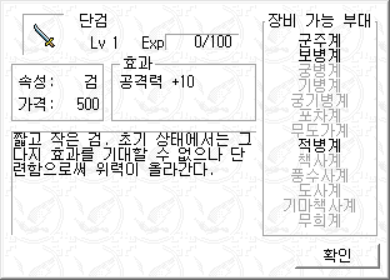 단검
Lv 1 Exp 0/100
속성: 검
가격: 500
효과
공격력 +10
짧고 작은 검. 초기 상태에서는 그
다지 효과를 기대할 수 없으나 단
련함으로써 위력이 올라간다.
장비 가능 부대
군주계
보병계
궁병계
기병계
궁기병계
포차계
무도가계
적병계
책사계
풍수사계
도사계
기마책사계
무희계
확인